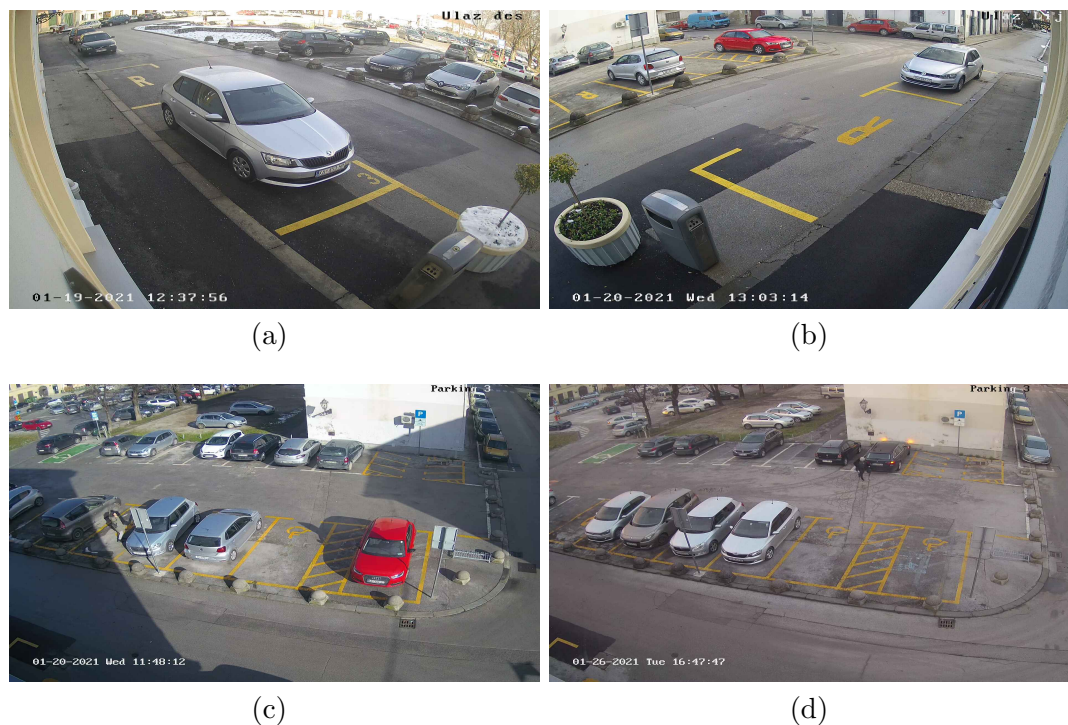 Ulaz des
R
01-19-2021 12:37:56
(a)
R
01-20-2021 Wed 13:03:14
(b)
Parking 3
P
01-20-2021 Wed 11:48:12
(c)
Parking 3
P
01-26-2021 Tue 16:47:47
(d)